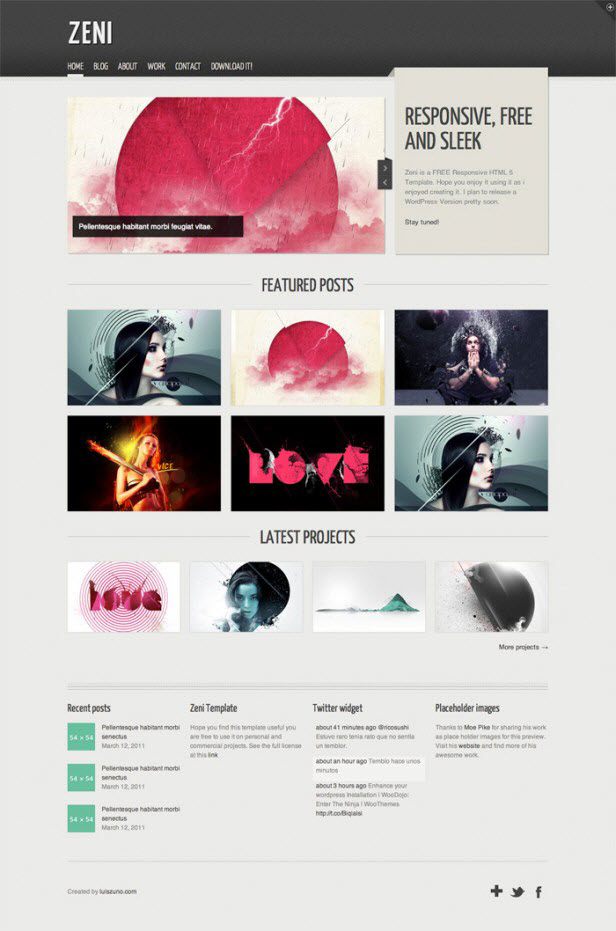 ZENI
HOME BLOG ABOUT WORK CONTACT DOWNLOAD IT!
Pellentesque habitant morbi feugiat vitae.
RESPONSIVE, FREE
AND SLEEK
Zeni is a FREE Responsive HTML 5
Template. Hope you enjoy it using it as i
enjoyed creating it. I plan to release a
WordPress Version pretty soon.
Stay tuned!
FEATURED POSTS
VICE
LOVE
LATEST PROJECTS
LOVE
More projects →
Recent posts
54 × 54
Pellentesque habitant morbi
senectus
March 12, 2011
54 × 54
Pellentesque habitant morbi
senectus
March 12, 2011
54 × 54
Pellentesque habitant morbi
senectus
March 12, 2011
Zeni Template
Hope you find this template useful you
are free to use it on personal and
commercial projects. See the full license
at this link
Twitter widget
about 41 minutes ago @ricosushi
Estuvo raro tenia rato que no sentia
un temblor.
about an hour ago Temblo hace unos
minutos
about 3 hours ago Enhance your
wordpress Installation | WooDojo:
Enter The Ninja | WooThemes
Placeholder images
Thanks to Moe Pike for sharing his work
as place holder images for this preview.
Visit his website and find more of his
awesome work.
Created by luiszuno.com